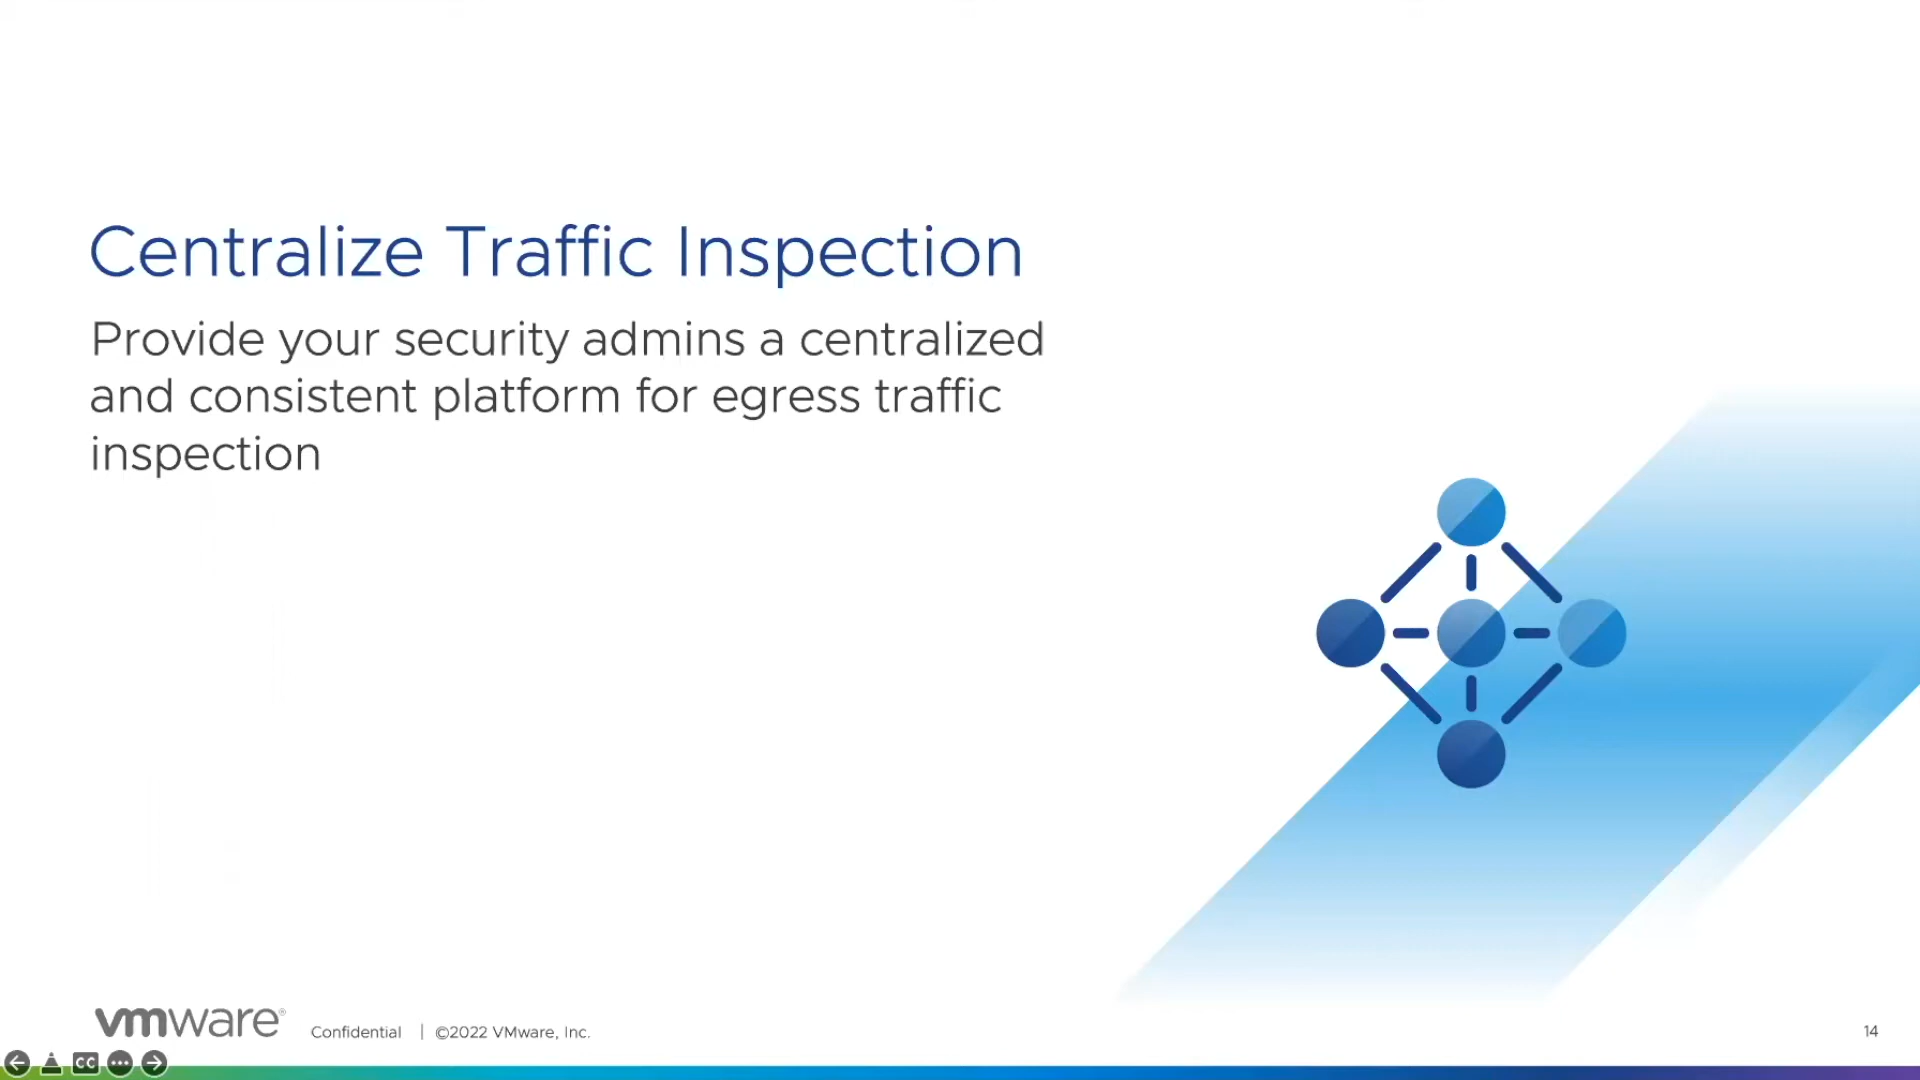 Centralize Traffic Inspection
Provide your security admins a centralized
and consistent platform for egress traffic
inspection
vmware®
Confidential | ©2022 VMware, Inc.
14
CC